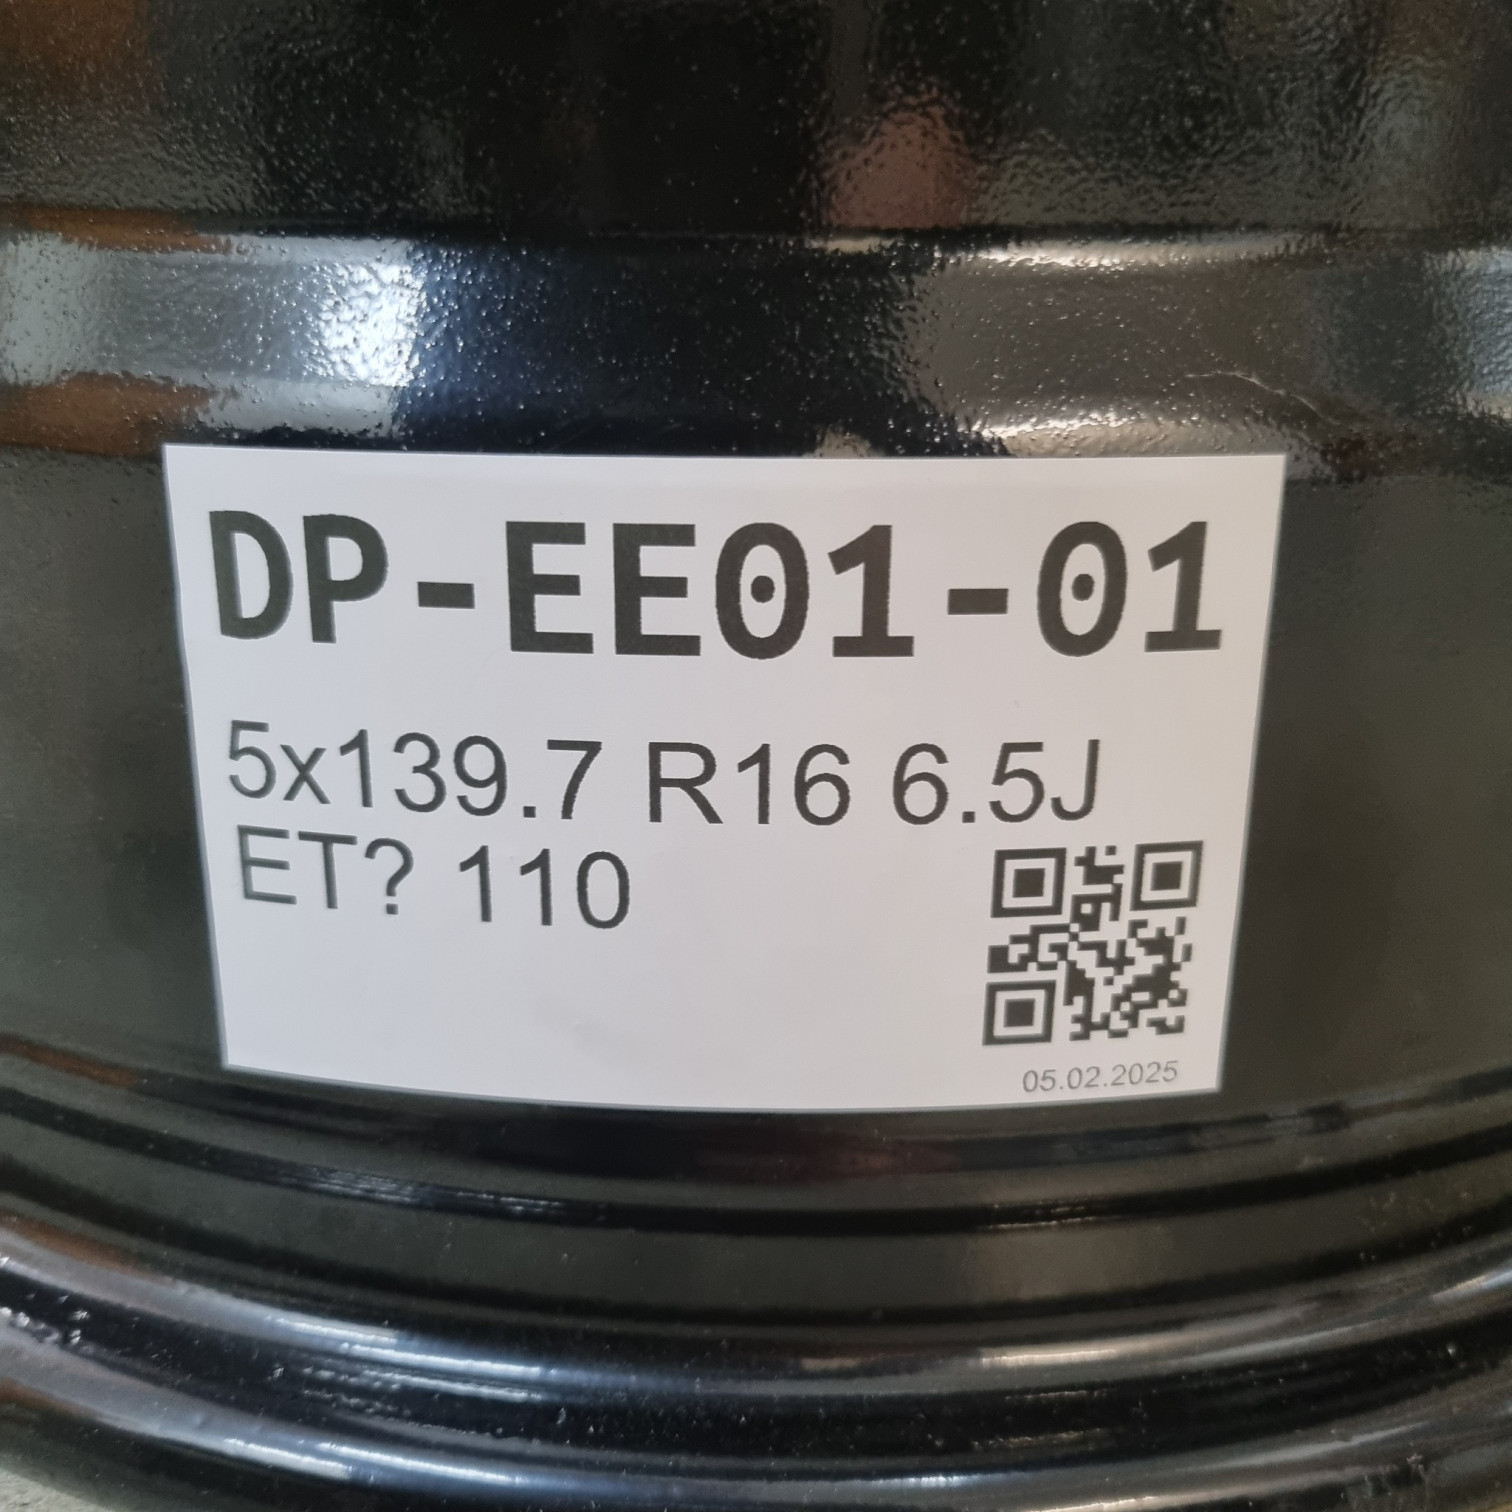 DP-EE01-01
5x139.7 R16 6.5J
ET? 110
05.02.2025